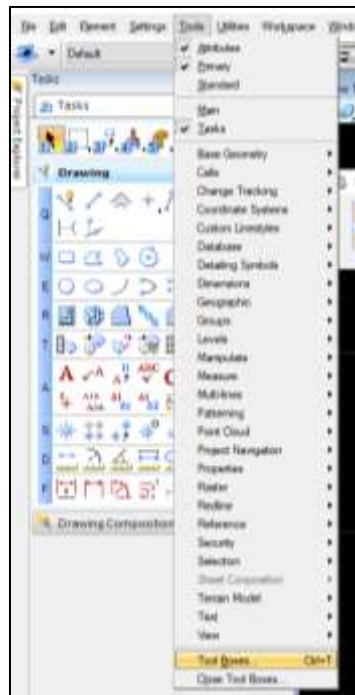 File Edit Element Settings Tools Utilities Workspace
Default
Tasks
Tasks
Project Explorer
Drawing
Q
W
E
R
T
A
S
D
F
Drawing Composition
Attributes
Primary
Standard
Main
Tasks
Base Geometry
Cells
Change Tracking
Coordinate Systems
Custom Linestyles
Database
Detailing Symbols
Dimensions
Geographic
Groups
Levels
Manipulate
Measure
Multi-lines
Patterning
Point Cloud
Project Navigation
Properties
Raster
Redline
Reference
Security
Selection
Sheet Composition
Terrain Model
Text
View
Tool Boxes... Ctrl+T
Close Tool Boxes...